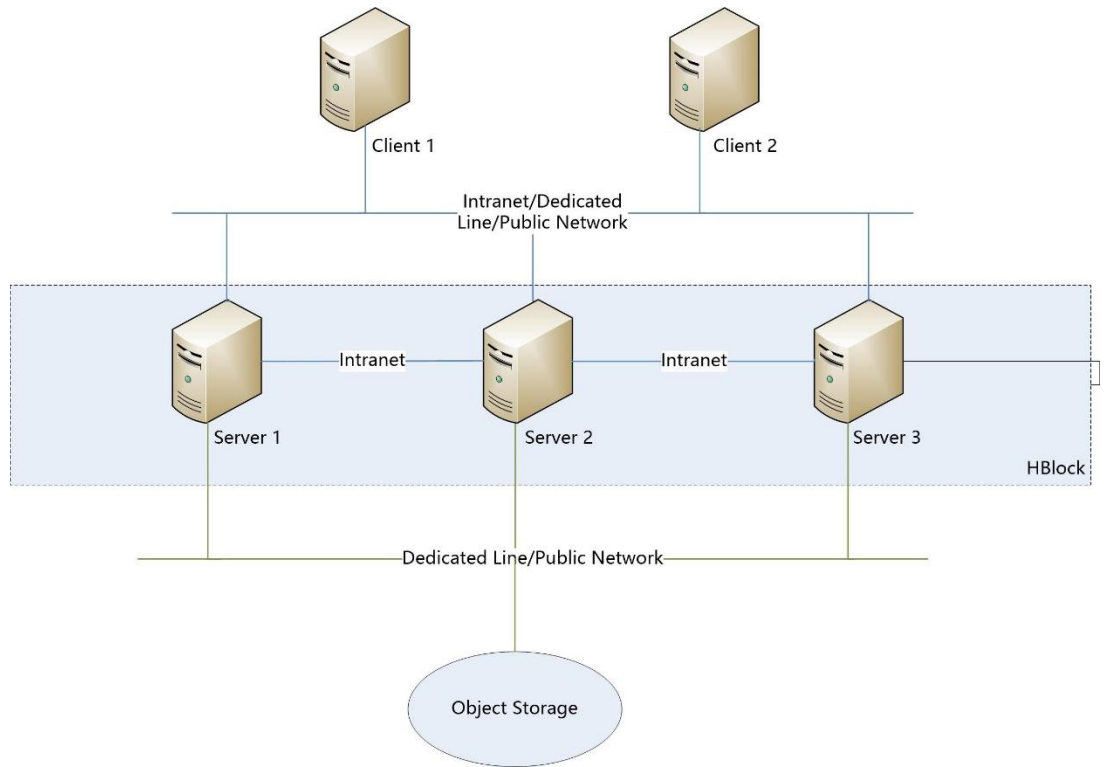 Client 1
Client 2
Intranet/Dedicated
Line/Public Network
Intranet
Intranet
Server 1
Server 2
Server 3
HBlock
Dedicated Line/Public Network
Object Storage